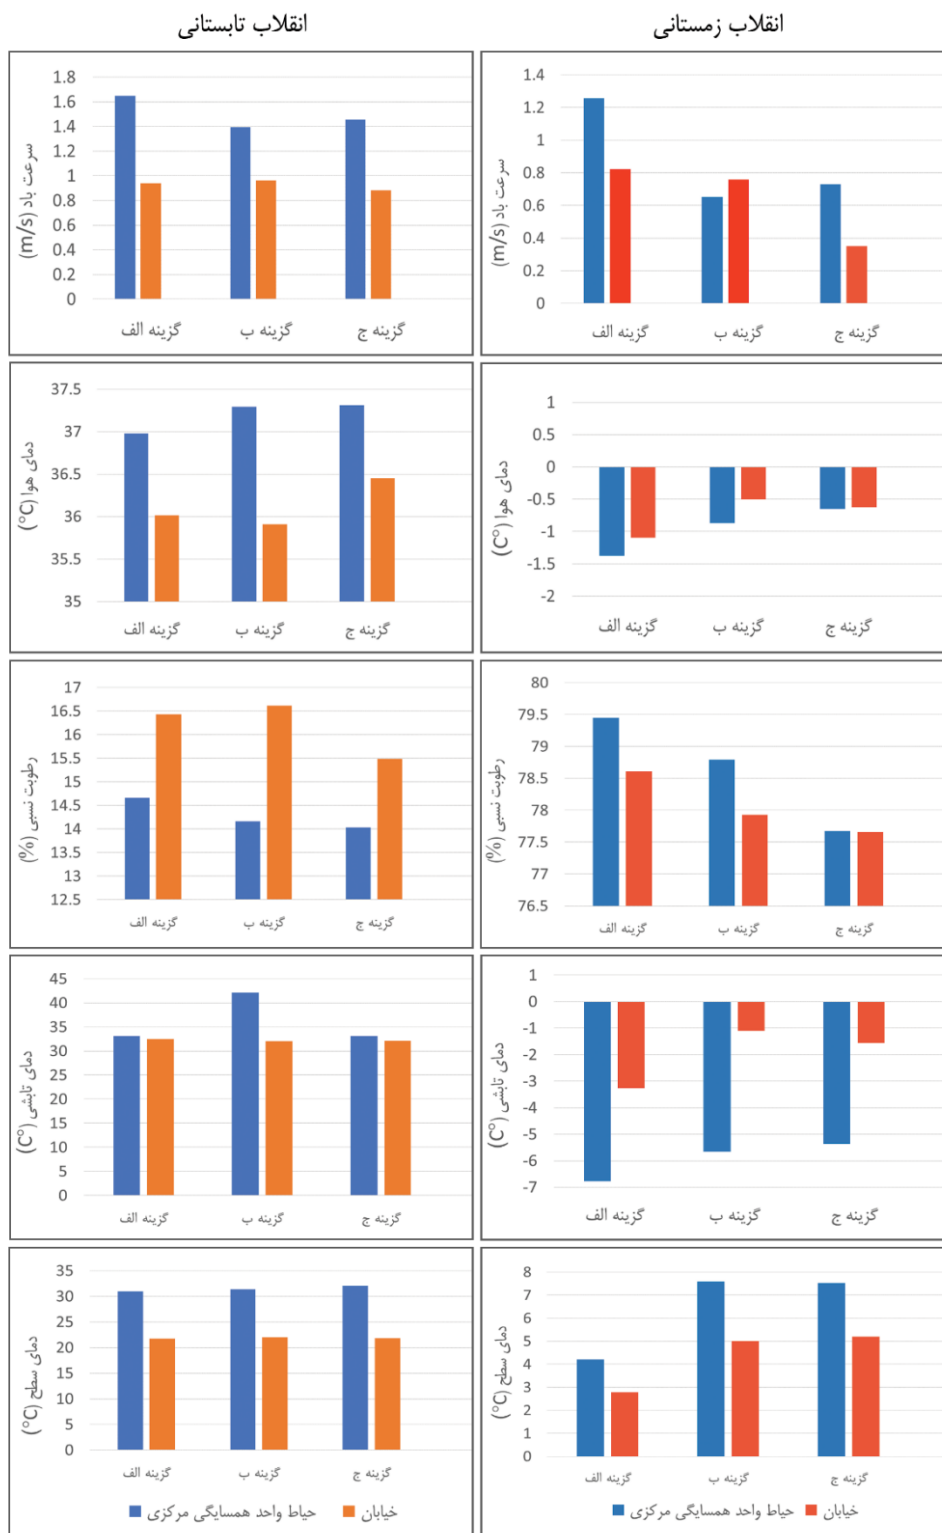 انقلاب زمستانی
انقلاب تابستانی
سرعت باد (m/s)
1.4
1.2
1
0.8
0.6
0.4
0.2
0
گزینه الف
گزینه ب
گزینه ج
سرعت باد (m/s)
1.8
1.6
1.4
1.2
1
0.8
0.6
0.4
0.2
0
گزینه الف
گزینه ب
گزینه ج
دمای هوا (C°)
1
0.5
0
-0.5
-1
-1.5
-2
گزینه الف
گزینه ب
گزینه ج
دمای هوا (°C)
37.5
37
36.5
36
35.5
35
گزینه الف
گزینه ب
گزینه ج
رطوبت نسبی (%)
80
79.5
79
78.5
78
77.5
77
76.5
گزینه الف
گزینه ب
گزینه ج
رطوبت نسبی (%)
17
16.5
16
15.5
15
14.5
14
13.5
13
12.5
گزینه الف
گزینه ب
گزینه ج
دمای تابشی (C°)
1
0
-1
-2
-3
-4
-5
-6
-7
گزینه الف
گزینه ب
گزینه ج
دمای تابشی (C°)
45
40
35
30
25
20
15
10
5
0
گزینه الف
گزینه ب
گزینه ج
دمای سطح (°C)
8
7
6
5
4
3
2
1
0
گزینه الف
گزینه ب
گزینه ج
حیاط واحد همسایگی مرکزی
خیابان
دمای سطح (°C)
35
30
25
20
15
10
5
0
گزینه الف
گزینه ب
گزینه ج
حیاط واحد همسایگی مرکزی
خیابان